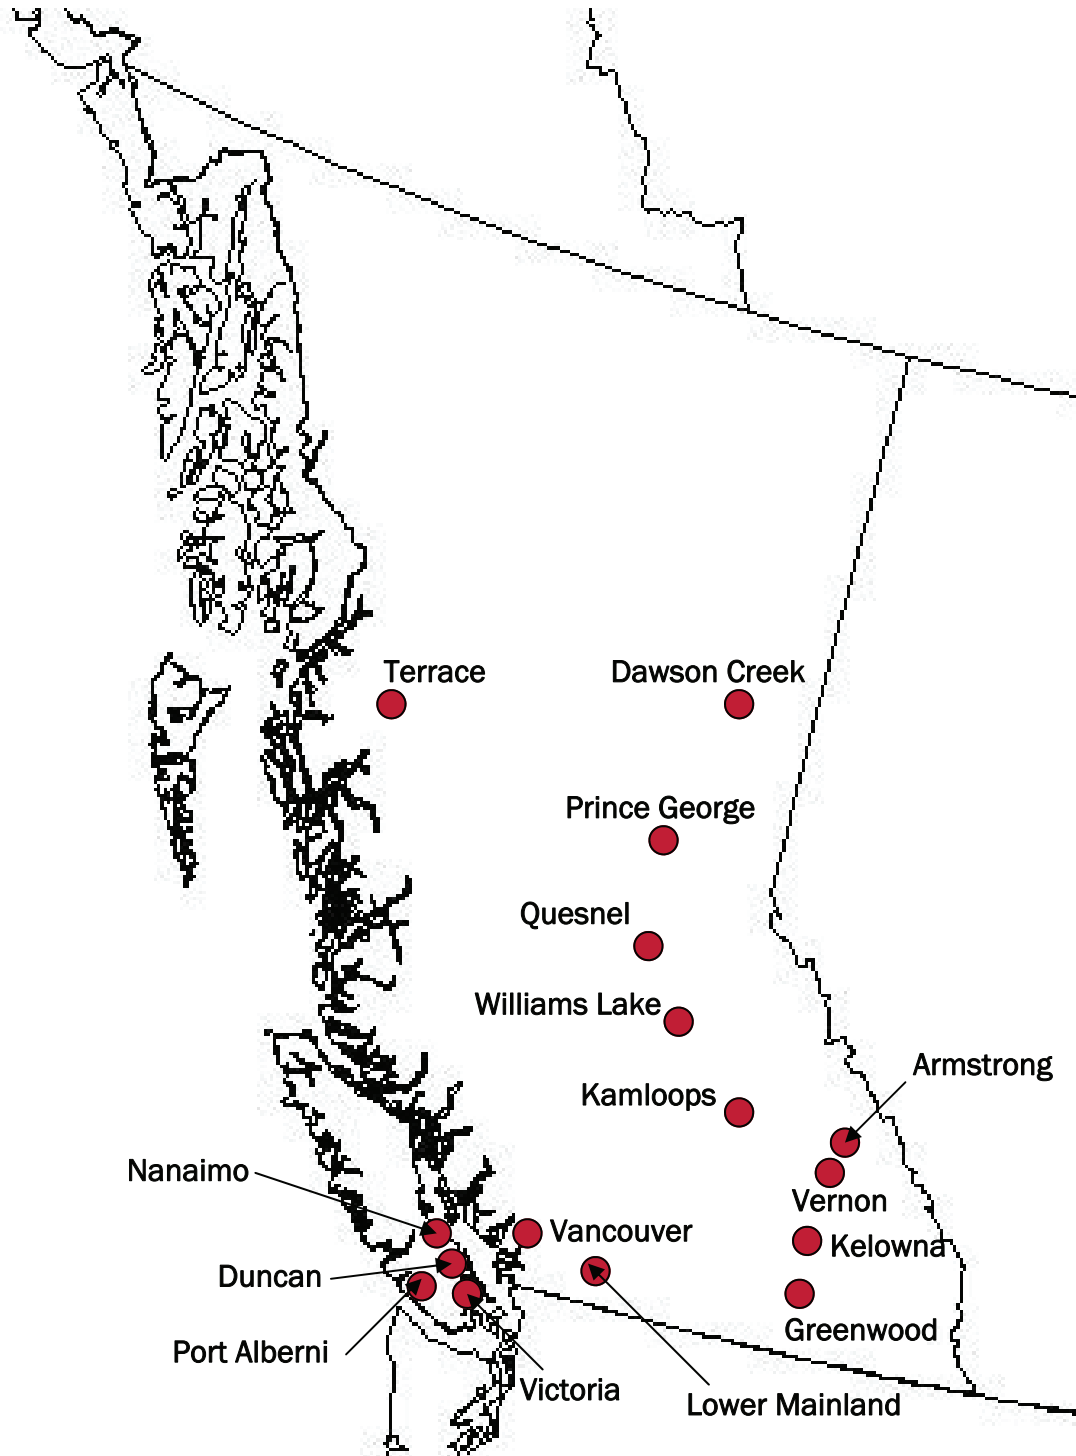 Terrace
Dawson Creek
Prince George
Quesnel
Williams Lake
Armstrong
Kamloops
Nanaimo
Vernon
Vancouver
Kelowna
Duncan
Greenwood
Port Alberni
Victoria
Lower Mainland